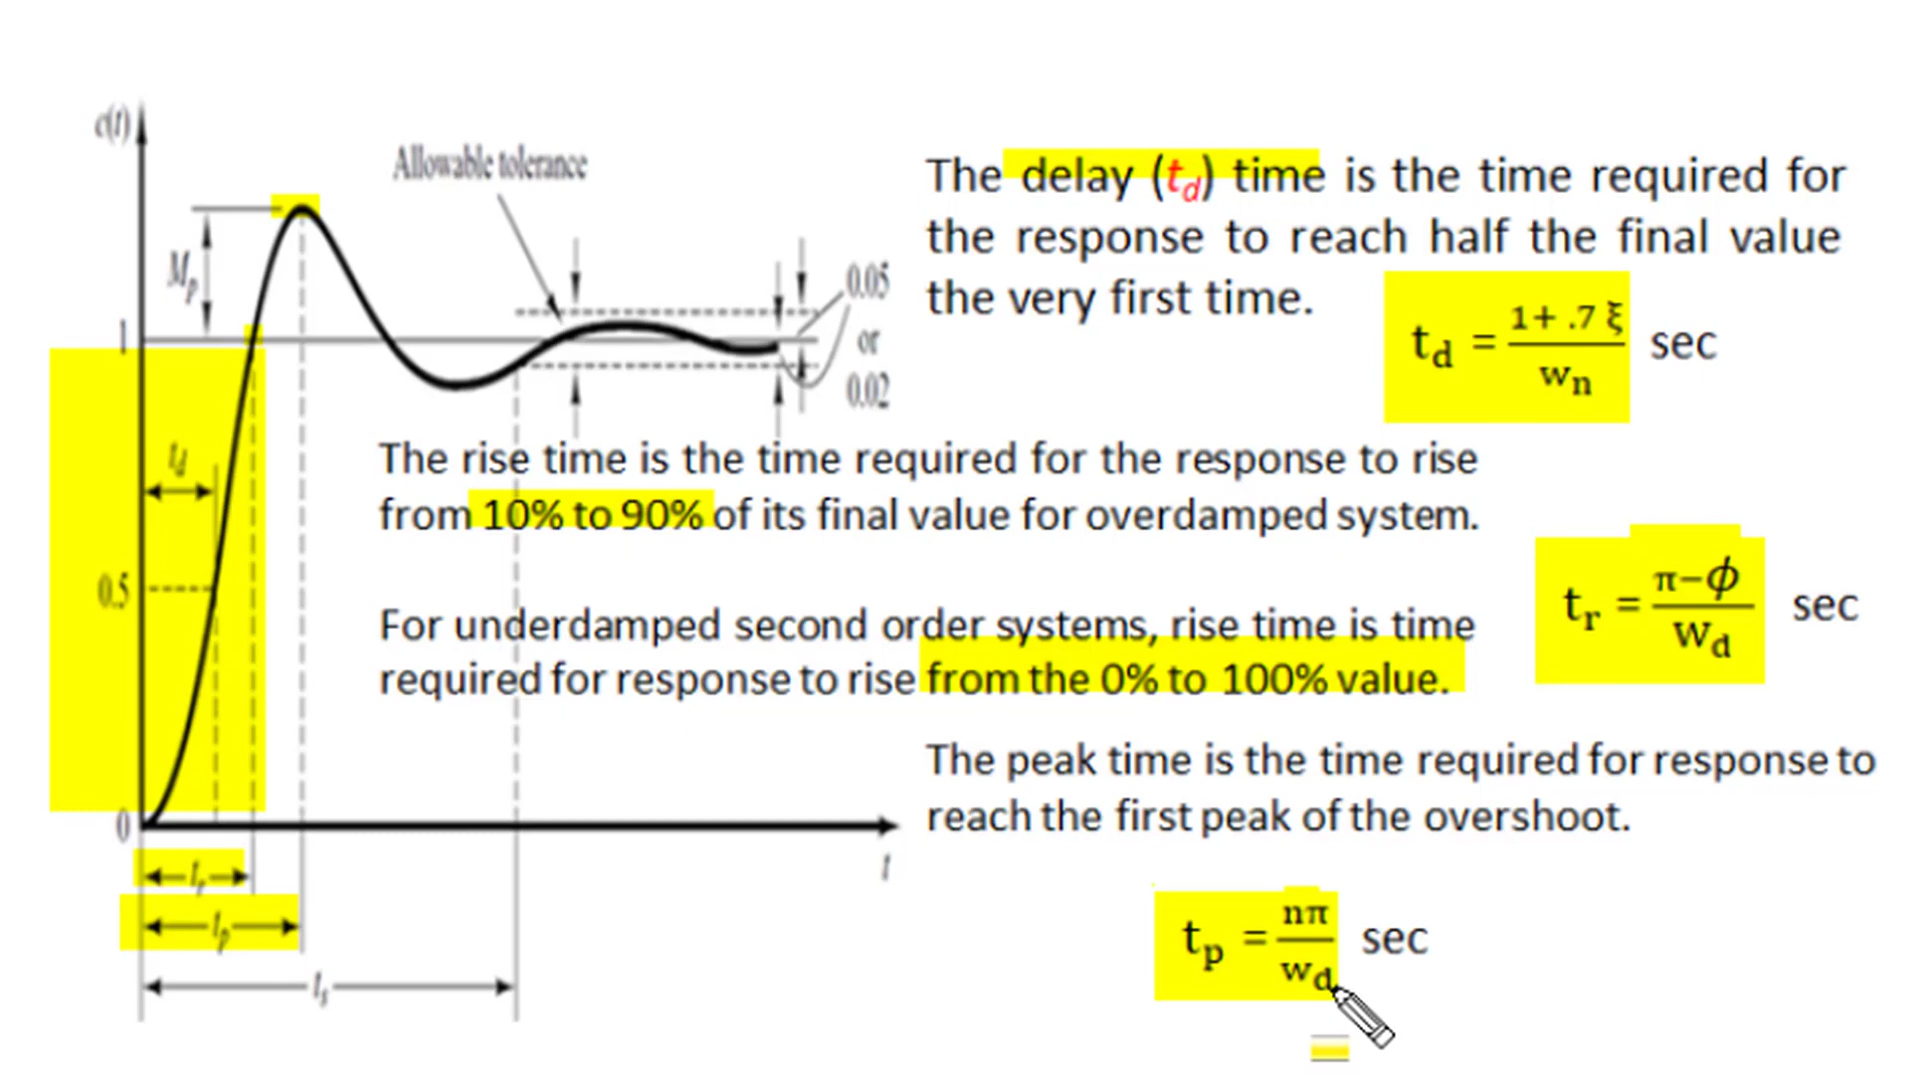 c(t)
Allowable tolerance
M_p
1
0.05
or
0.02
t_d
0.5
0
t
t_r
t_p
t_s
The delay (t_d) time is the time required for
the response to reach half the final value
the very first time.
t_d = (1+ .7 ξ)/w_n sec
The rise time is the time required for the response to rise
from 10% to 90% of its final value for overdamped system.
For underdamped second order systems, rise time is time
required for response to rise from the 0% to 100% value.
t_r = (π−ϕ)/w_d sec
The peak time is the time required for response to
reach the first peak of the overshoot.
t_p = nπ/w_d sec